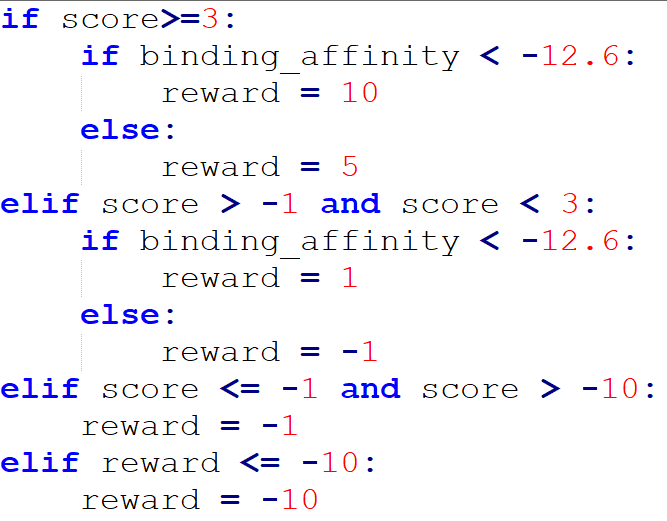 if score>=3:
    if binding_affinity < -12.6:
        reward = 10
    else:
        reward = 5
elif score > -1 and score < 3:
    if binding_affinity < -12.6:
        reward = 1
    else:
        reward = -1
elif score <= -1 and score > -10:
    reward = -1
elif reward <= -10:
    reward = -10